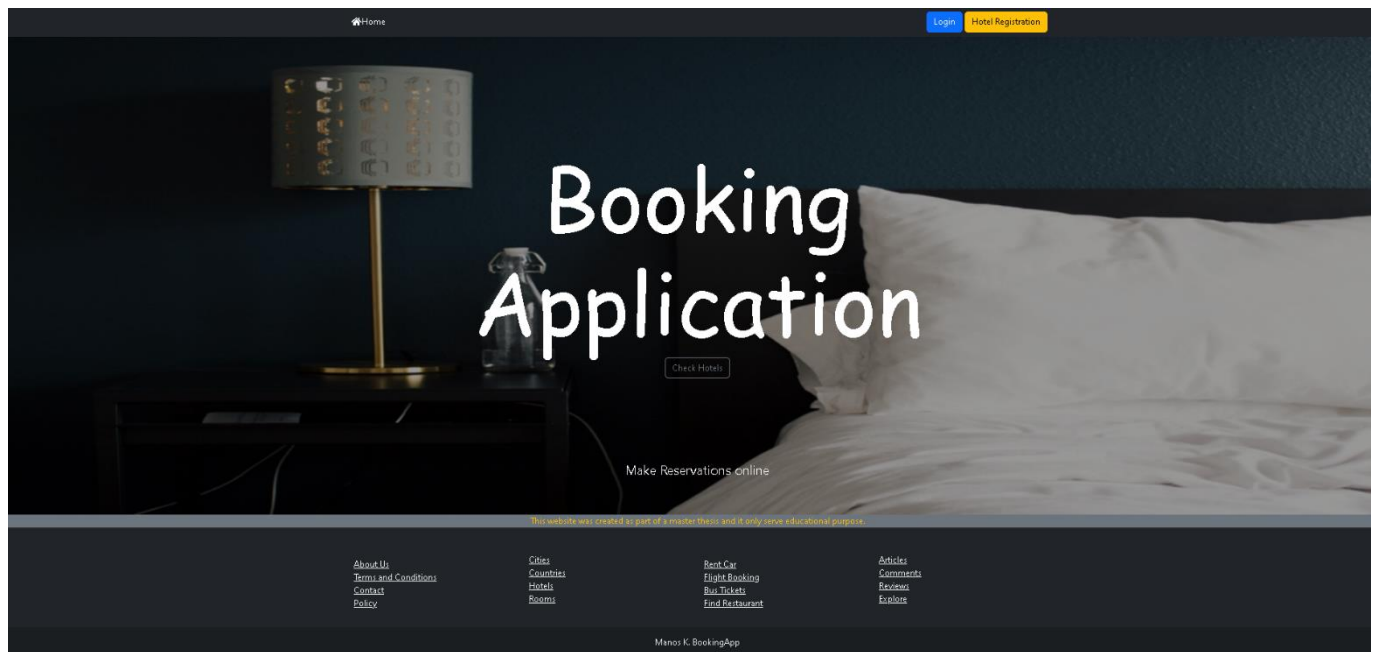 Home
Login
Hotel Registration
Booking
Application
Check Hotels
Make Reservations online
This website was created as part of a master thesis and it only serve educational purpose.
About Us
Terms and Conditions
Contact
Policy
Cities
Countries
Hotels
Rooms
Rent Car
Flight Booking
Bus Tickets
Find Restaurant
Articles
Comments
Reviews
Explore
Manos K. BookingApp